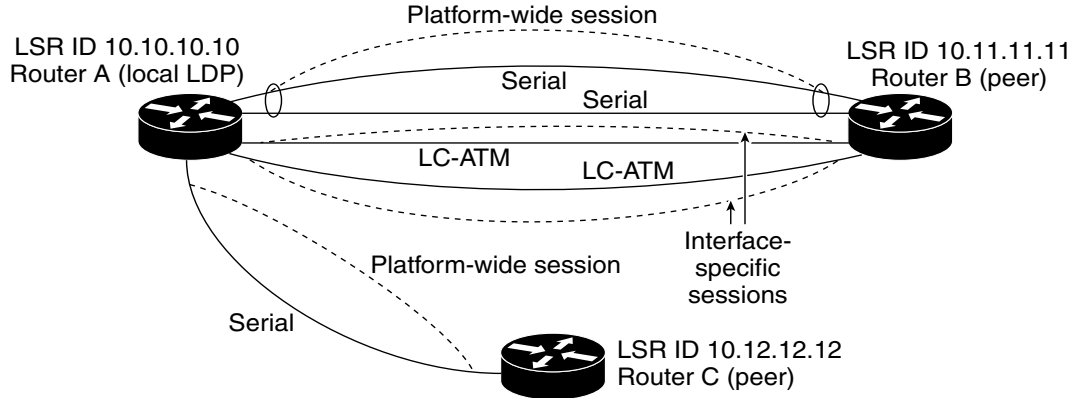 Platform-wide session
LSR ID 10.10.10.10
Router A (local LDP)
LSR ID 10.11.11.11
Router B (peer)
Serial
Serial
LC-ATM
LC-ATM
Interface-
specific
sessions
Platform-wide session
Serial
LSR ID 10.12.12.12
Router C (peer)